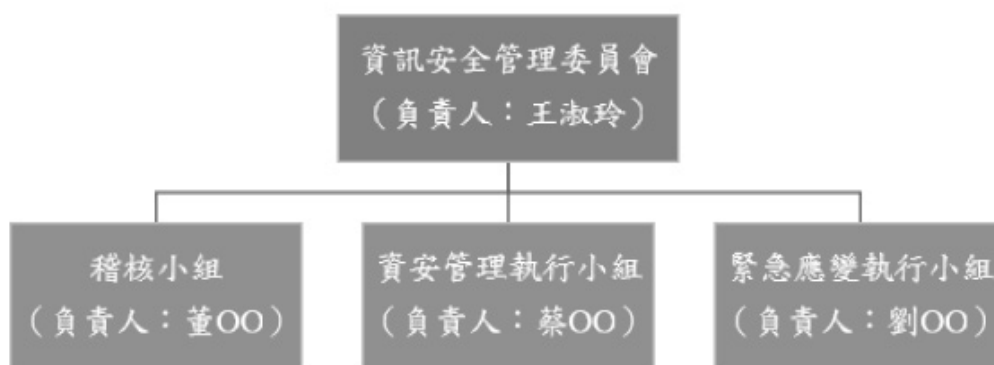 資訊安全管理委員會
（負責人：王淑玲）
稽核小組
（負責人：董OO）
資安管理執行小組
（負責人：蔡OO）
緊急應變執行小組
（負責人：劉OO）